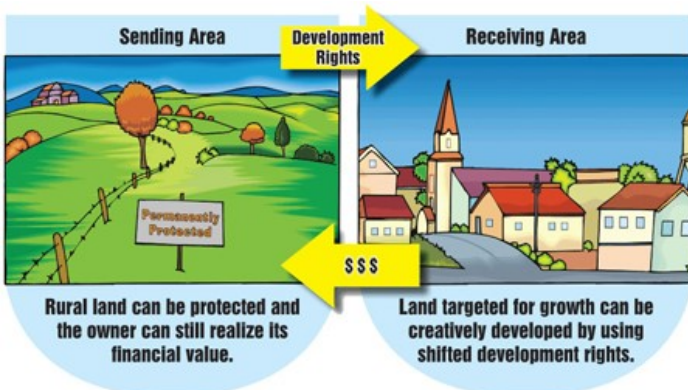 Sending Area
Development
Rights
Receiving Area
Permanently
Protected
$$$
Rural land can be protected and
the owner can still realize its
financial value.
Land targeted for growth can be
creatively developed by using
shifted development rights.